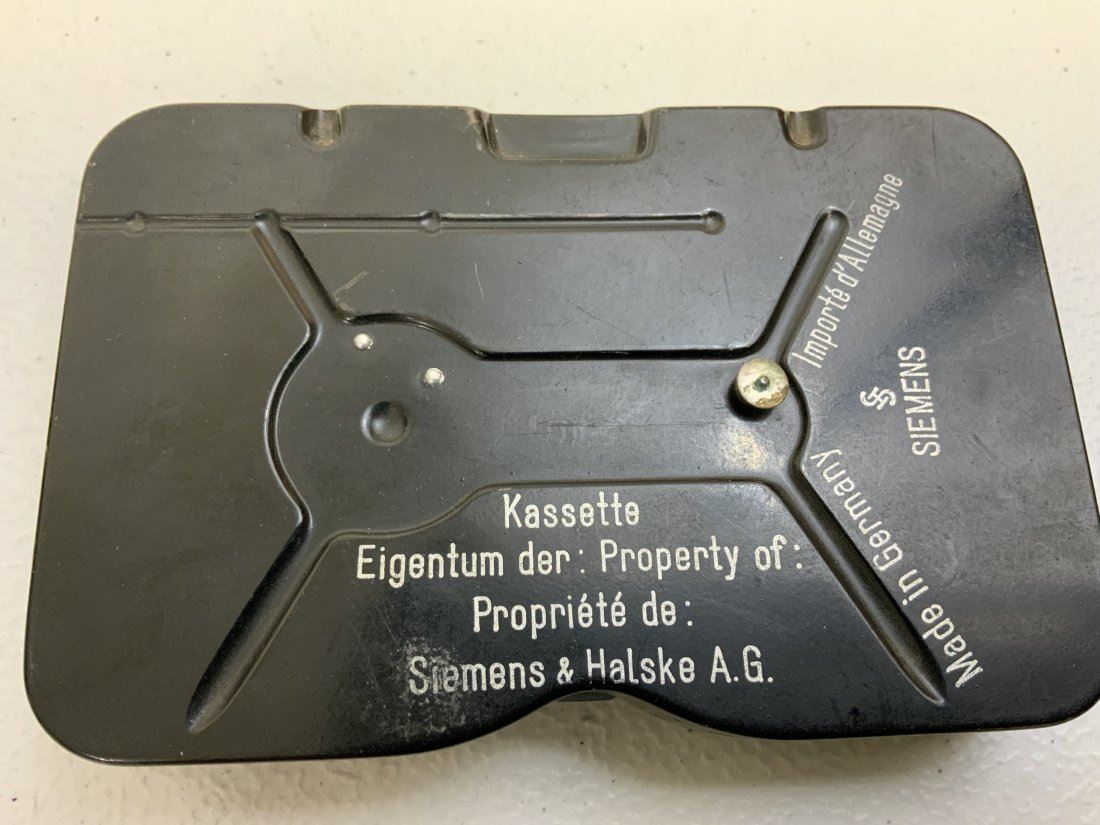 Kassette
Eigentum der: Property of:
Propriété de:
Siemens & Halske A.G.
Importé d'Allemagne
SIEMENS
Made in Germany